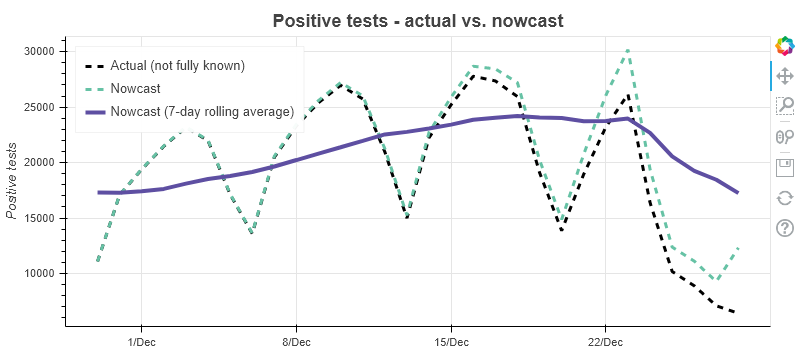 Positive tests - actual vs. nowcast
Actual (not fully known)
Nowcast
Nowcast (7-day rolling average)
Positive tests
30000
25000
20000
15000
10000
1/Dec
8/Dec
15/Dec
22/Dec